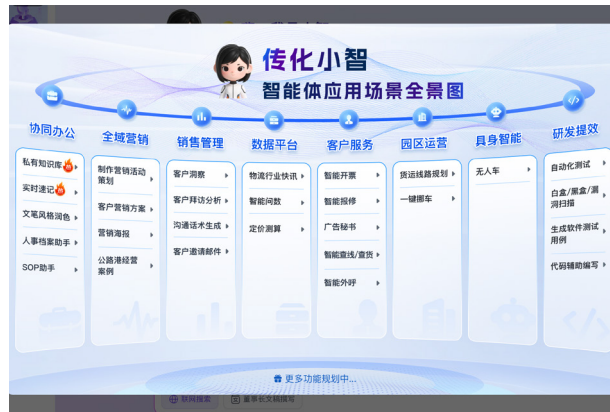 传化小智
智能体应用场景全景图
协同办公
私有知识库
实时速记
文笔风格润色
人事档案助手
SOP助手
全域营销
制作营销活动
策划
客户营销方案
营销海报
公路港经营
案例
销售管理
客户洞察
客户拜访分析
沟通话术生成
客户邀请邮件
数据平台
物流行业快讯
智能问数
定价测算
客户服务
智能开票
智能报修
广告秘书
智能查线/查货
智能外呼
园区运营
货运线路规划
一键挪车
具身智能
无人车
研发提效
自动化测试
白盒/黑盒/漏
洞扫描
生成软件测试
用例
代码辅助编写
更多功能规划中...
联网搜索
董事长文稿撰写